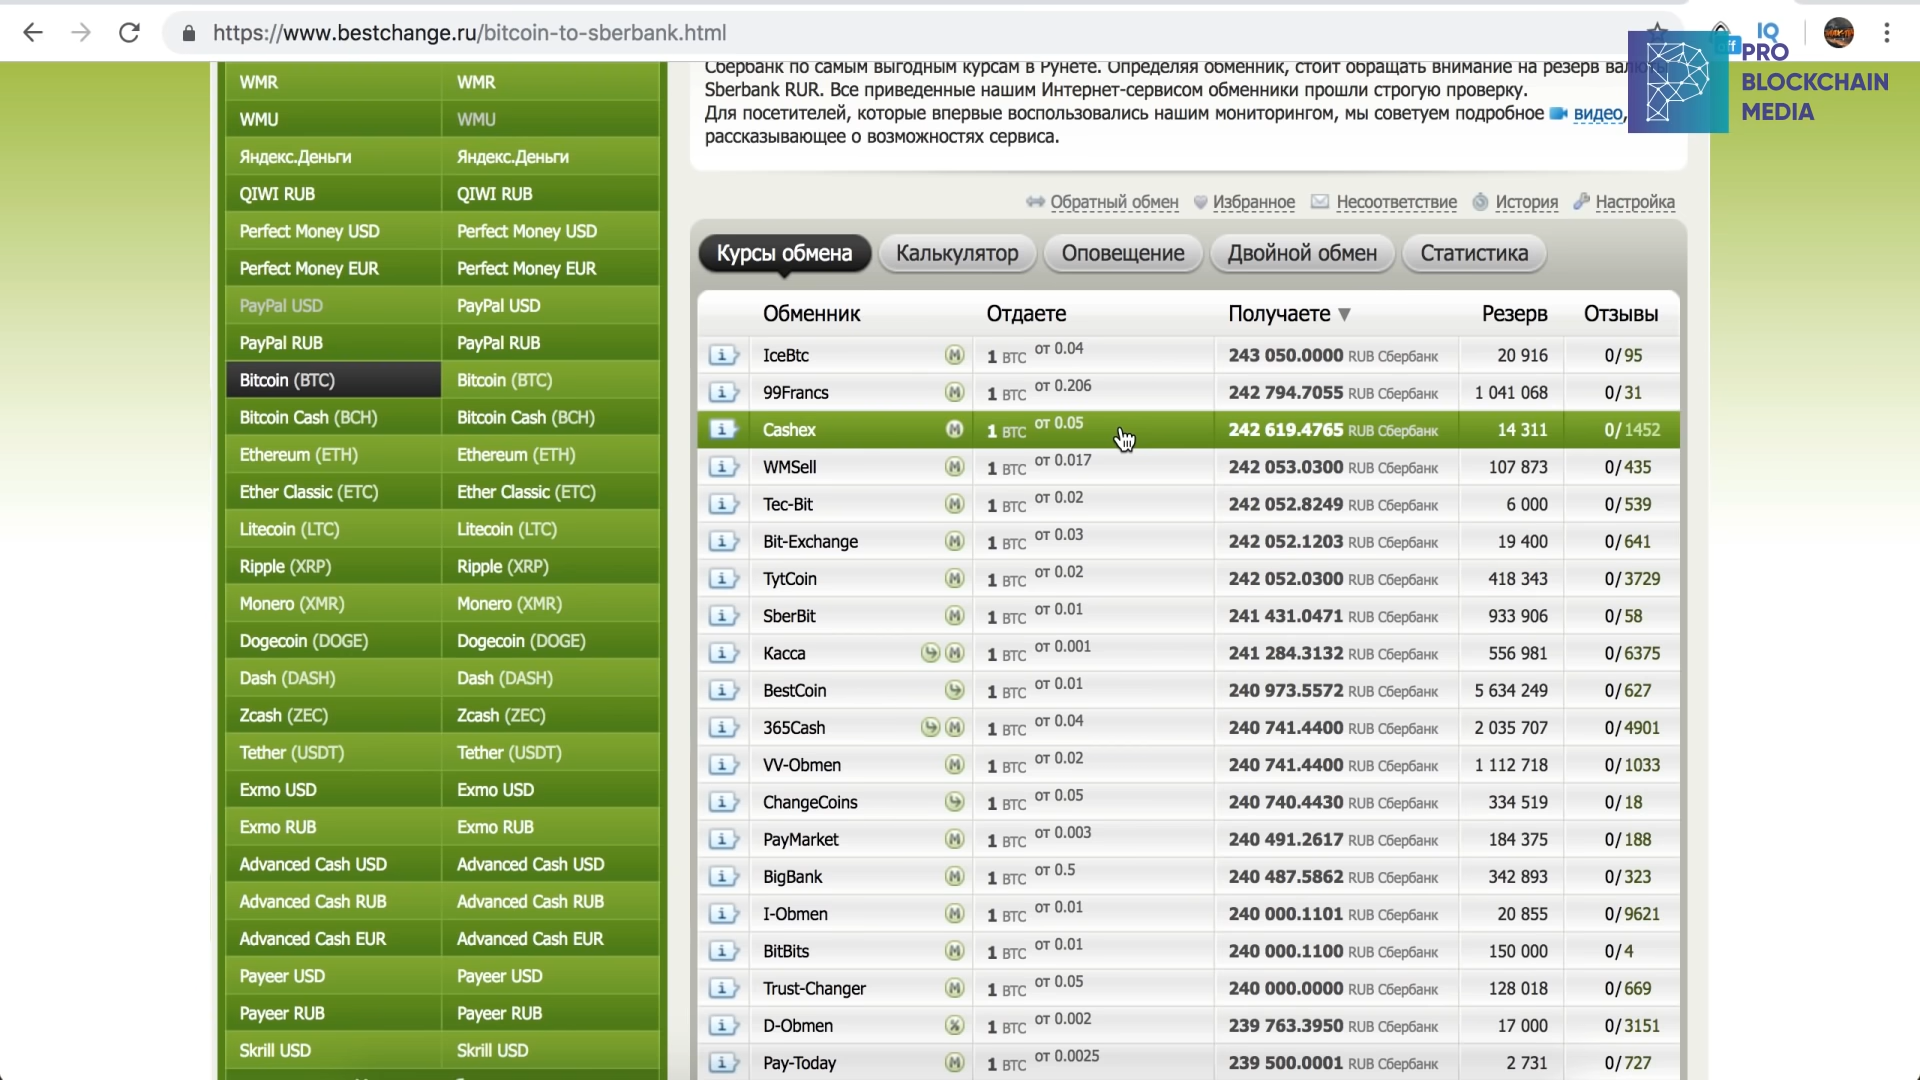 https://www.bestchange.ru/bitcoin-to-sberbank.html
off
IQ
PRO
BLOCKCHAIN
MEDIA
Сбербанк по самым выгодным курсам в Рунете. Определяя обменник, стоит обращать внимание на резерв
Sberbank RUR. Все приведенные нашим Интернет-сервисом обменники прошли строгую проверку.
Для посетителей, которые впервые воспользовались нашим мониторингом, мы советуем подробное видео,
рассказывающее о возможностях сервиса.
Обратный обмен Избранное Несоответствие История Настройка
Курсы обмена Калькулятор Оповещение Двойной обмен Статистика
WMR WMR
WMU WMU
Яндекс.Деньги Яндекс.Деньги
QIWI RUB QIWI RUB
Perfect Money USD Perfect Money USD
Perfect Money EUR Perfect Money EUR
PayPal USD PayPal USD
PayPal RUB PayPal RUB
Bitcoin (BTC) Bitcoin (BTC)
Bitcoin Cash (BCH) Bitcoin Cash (BCH)
Ethereum (ETH) Ethereum (ETH)
Ether Classic (ETC) Ether Classic (ETC)
Litecoin (LTC) Litecoin (LTC)
Ripple (XRP) Ripple (XRP)
Monero (XMR) Monero (XMR)
Dogecoin (DOGE) Dogecoin (DOGE)
Dash (DASH) Dash (DASH)
Zcash (ZEC) Zcash (ZEC)
Tether (USDT) Tether (USDT)
Exmo USD Exmo USD
Exmo RUB Exmo RUB
Advanced Cash USD Advanced Cash USD
Advanced Cash RUB Advanced Cash RUB
Advanced Cash EUR Advanced Cash EUR
Payeer USD Payeer USD
Payeer RUB Payeer RUB
Skrill USD Skrill USD
Обменник Отдаете Получаете ▼ Резерв Отзывы
IceBtc M 1 BTC от 0.04 243 050.0000 RUB Сбербанк 20 916 0/95
99Francs M 1 BTC от 0.206 242 794.7055 RUB Сбербанк 1 041 068 0/31
Cashex M 1 BTC от 0.05 242 619.4765 RUB Сбербанк 14 311 0/1452
WMSell M 1 BTC от 0.017 242 053.0300 RUB Сбербанк 107 873 0/435
Tec-Bit M 1 BTC от 0.02 242 052.8249 RUB Сбербанк 6 000 0/539
Bit-Exchange M 1 BTC от 0.03 242 052.1203 RUB Сбербанк 19 400 0/641
TytCoin M 1 BTC от 0.02 242 052.0300 RUB Сбербанк 418 343 0/3729
SberBit M 1 BTC от 0.01 241 431.0471 RUB Сбербанк 933 906 0/58
Касса M 1 BTC от 0.001 241 284.3132 RUB Сбербанк 556 981 0/6375
BestCoin 1 BTC от 0.01 240 973.5572 RUB Сбербанк 5 634 249 0/627
365Cash M 1 BTC от 0.04 240 741.4400 RUB Сбербанк 2 035 707 0/4901
VV-Obmen M 1 BTC от 0.02 240 741.4400 RUB Сбербанк 1 112 718 0/1033
ChangeCoins 1 BTC от 0.05 240 740.4430 RUB Сбербанк 334 519 0/18
PayMarket M 1 BTC от 0.003 240 491.2617 RUB Сбербанк 184 375 0/188
BigBank M 1 BTC от 0.5 240 487.5862 RUB Сбербанк 342 893 0/323
I-Obmen M 1 BTC от 0.01 240 000.1101 RUB Сбербанк 20 855 0/9621
BitBits M 1 BTC от 0.01 240 000.1100 RUB Сбербанк 150 000 0/4
Trust-Changer M 1 BTC от 0.05 240 000.0000 RUB Сбербанк 128 018 0/669
D-Obmen % 1 BTC от 0.002 239 763.3950 RUB Сбербанк 17 000 0/3151
Pay-Today M 1 BTC от 0.0025 239 500.0001 RUB Сбербанк 2 731 0/727